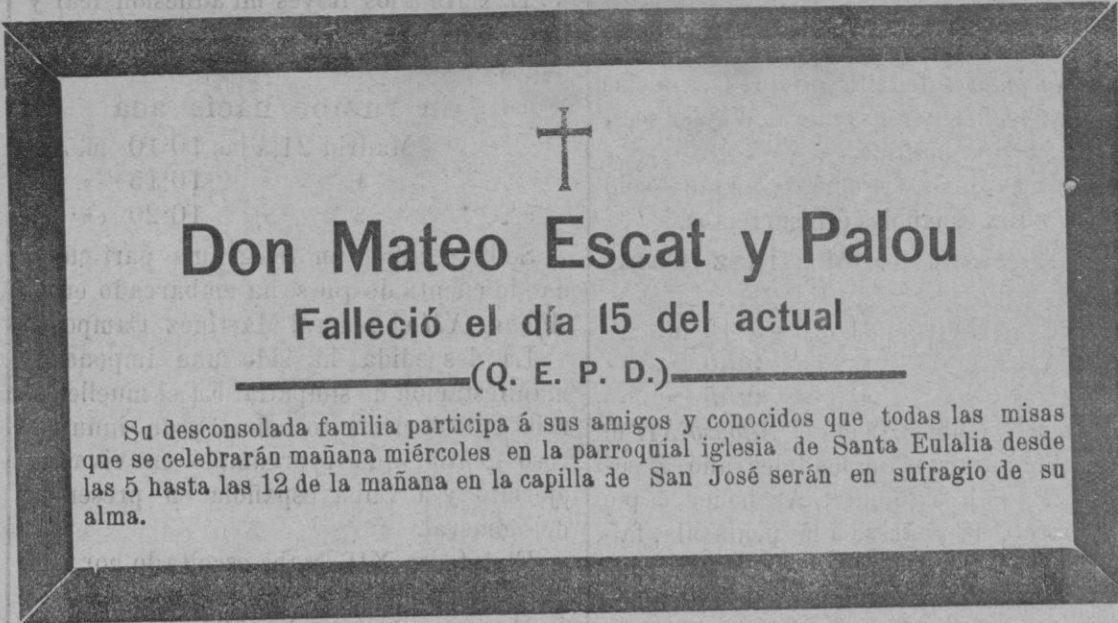 Don Mateo Escat y Palou
Falleció el día 15 del actual
(Q. E. P. D.)
Su desconsolada familia participa á sus amigos y conocidos que todas las misas
que se celebrarán mañana miércoles en la parroquial iglesia de Santa Eulalia desde
las 5 hasta las 12 de la mañana en la capilla de San José serán en sufragio de su
alma.